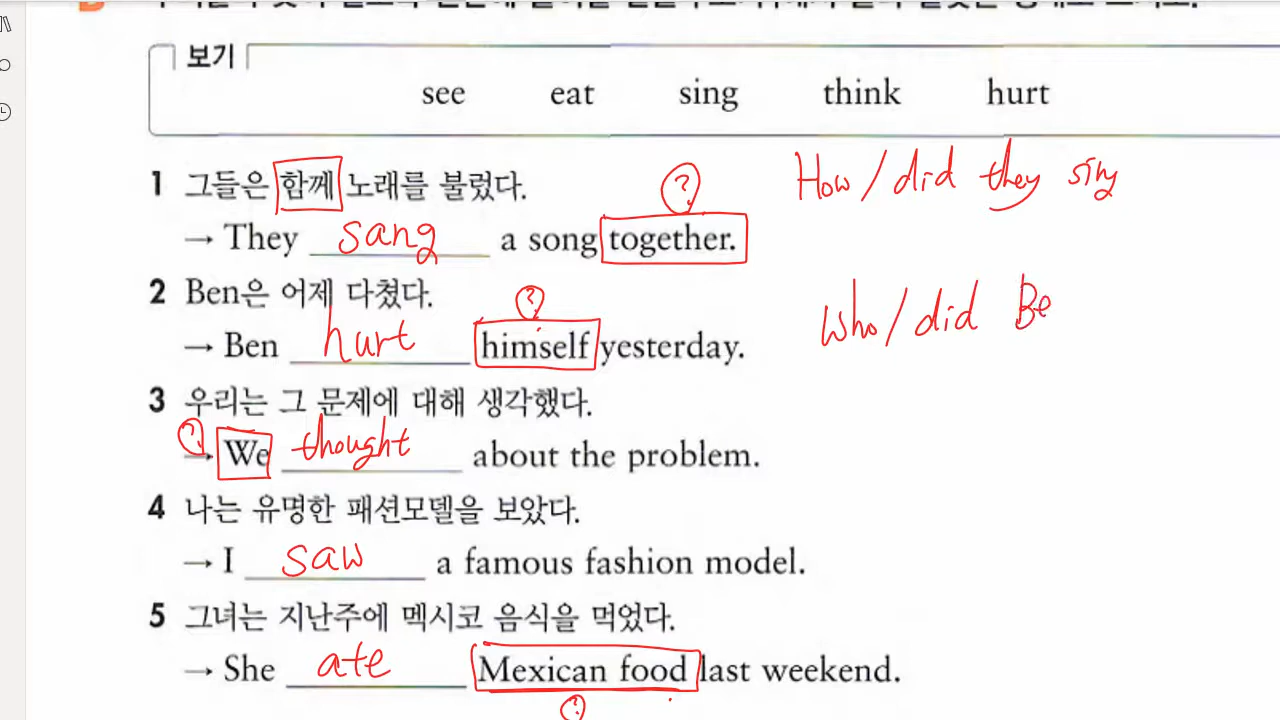 보기
see eat sing think hurt
1 그들은 함께 노래를 불렀다.
?
How / did they sing
→ They sang a song together.
2 Ben은 어제 다쳤다.
?
Who / did Be
→ Ben hurt himself yesterday.
3 우리는 그 문제에 대해 생각했다.
?
→ We thought about the problem.
4 나는 유명한 패션모델을 보았다.
→ I saw a famous fashion model.
5 그녀는 지난주에 멕시코 음식을 먹었다.
→ She ate Mexican food last weekend.
?